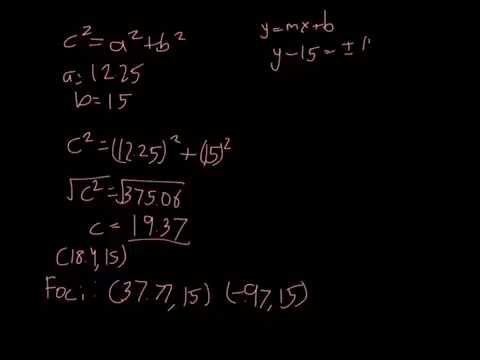 c² = a² + b²
a = 12.25
b = 15
c² = (12.25)² + (15)²
√c² = √375.06
c = 19.37
(18.4, 15)
Foci: (37.77, 15) (-.97, 15)
y = mx + b
y - 15 = ±